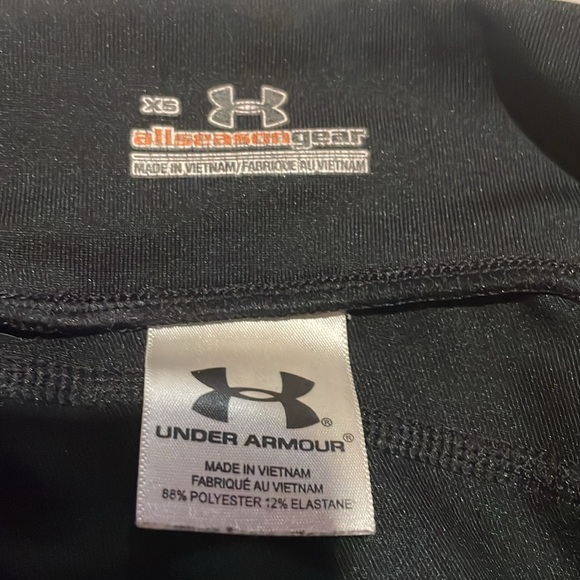 XS
allseasongear
MADE IN VIETNAM/FABRIQUE AU VIETNAM
®
UNDER ARMOUR®
MADE IN VIETNAM
FABRIQUÉ AU VIETNAM
88% POLYESTER 12% ELASTANE